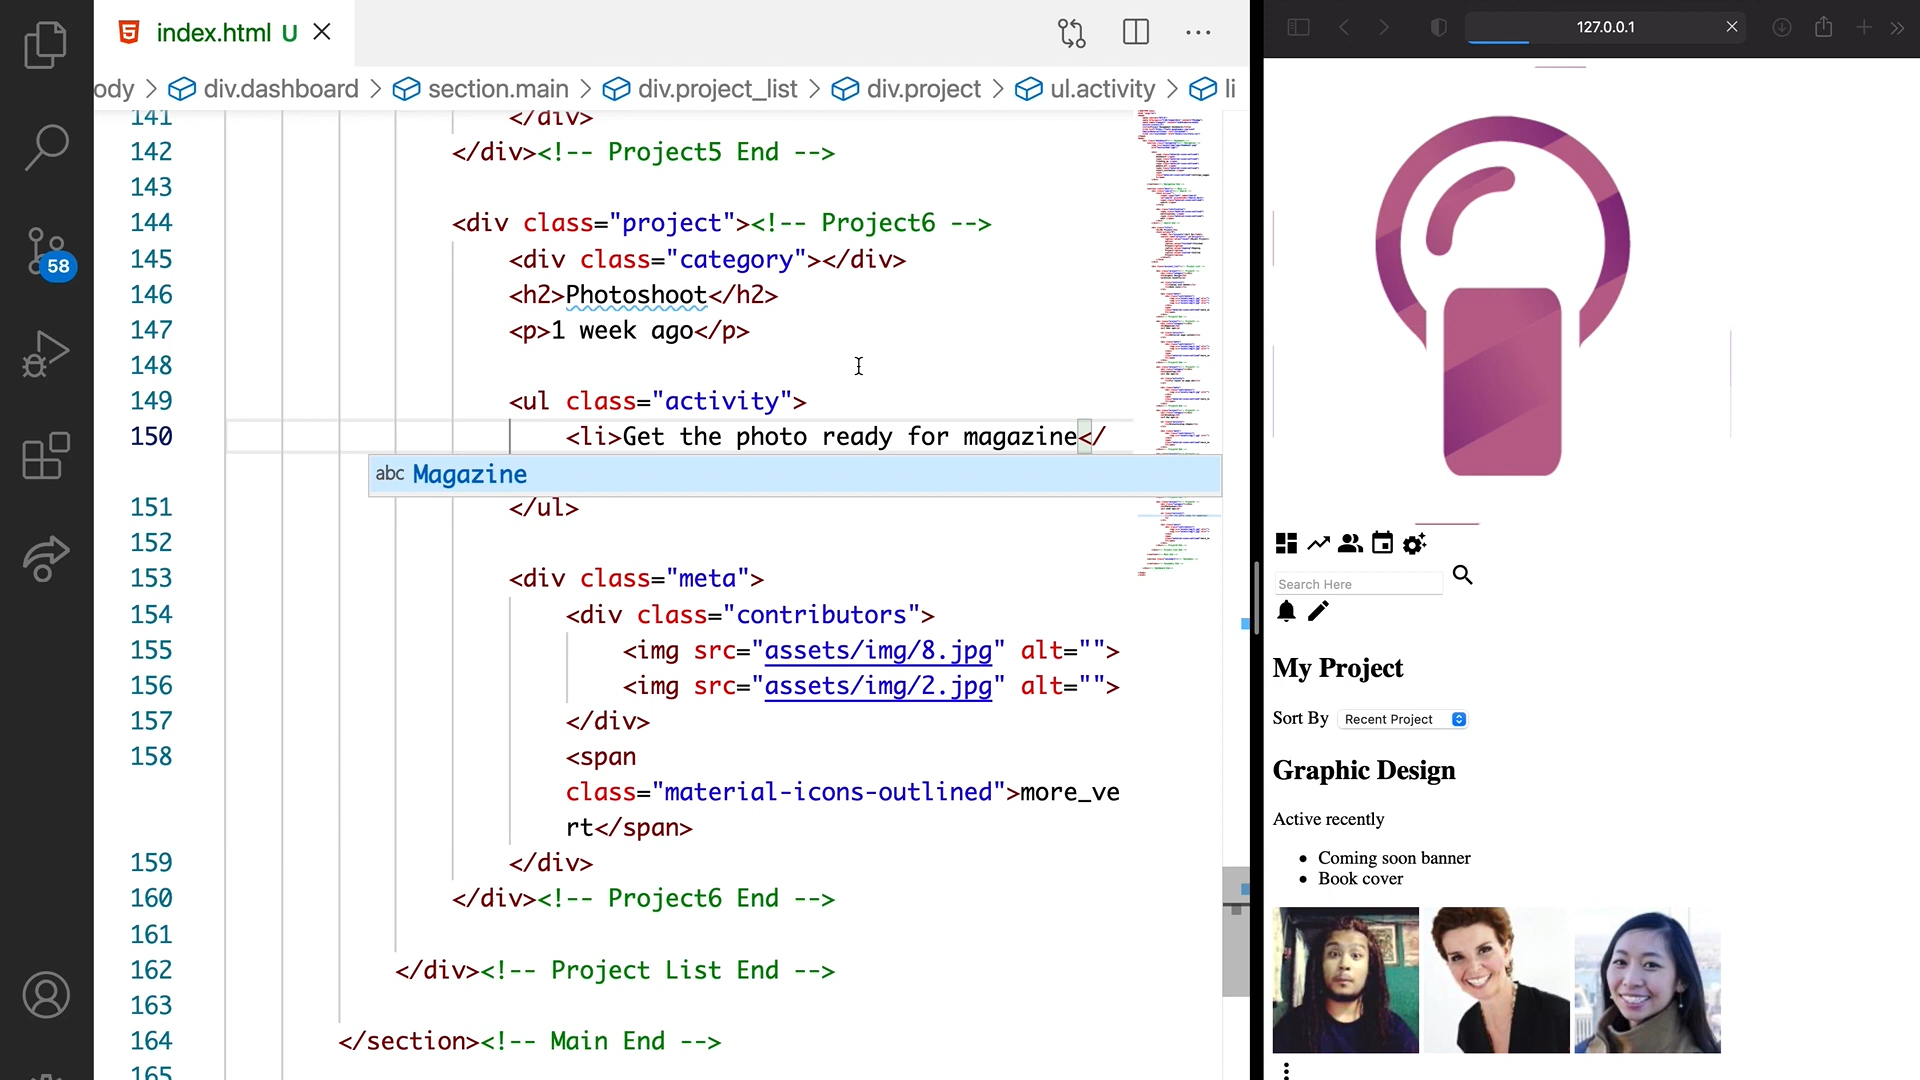 index.html U
127.0.0.1
ody > div.dashboard > section.main > div.project_list > div.project > ul.activity > li
141 </div>
142 </div><!-- Project5 End -->
143
144 <div class="project"><!-- Project6 -->
145 <div class="category"></div>
146 <h2>Photoshoot</h2>
147 <p>1 week ago</p>
148
149 <ul class="activity">
150 <li>Get the photo ready for magazine</
abc Magazine
151 </ul>
152
153 <div class="meta">
154 <div class="contributors">
155 <img src="assets/img/8.jpg" alt="">
156 <img src="assets/img/2.jpg" alt="">
157 </div>
158 <span
class="material-icons-outlined">more_ve
rt</span>
159 </div>
160 </div><!-- Project6 End -->
161
162 </div><!-- Project List End -->
163
164 </section><!-- Main End -->
165
58
Search Here
My Project
Sort By Recent Project
Graphic Design
Active recently
• Coming soon banner
• Book cover